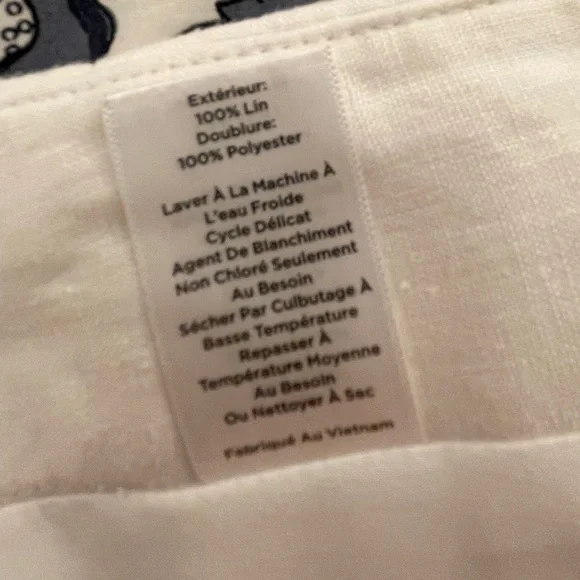 Extérieur:
100% Lin
Doublure:
100% Polyester
Laver À La Machine À
L'eau Froide
Cycle Délicat
Agent De Blanchiment
Non Chloré Seulement
Au Besoin
Sécher Par Culbutage À
Basse Température
Repasser À
Température Moyenne
Au Besoin
Ou Nettoyer À Sec
Fabriqué Au Vietnam